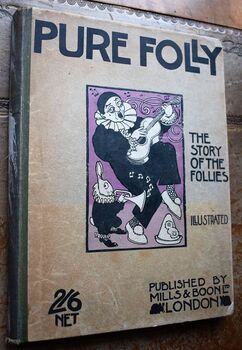 PURE FOLLY
THE
STORY
OF THE
FOLLIES
ILLUSTRATED
2/6
NET
PUBLISHED BY
MILLS & BOON LTD
LONDON